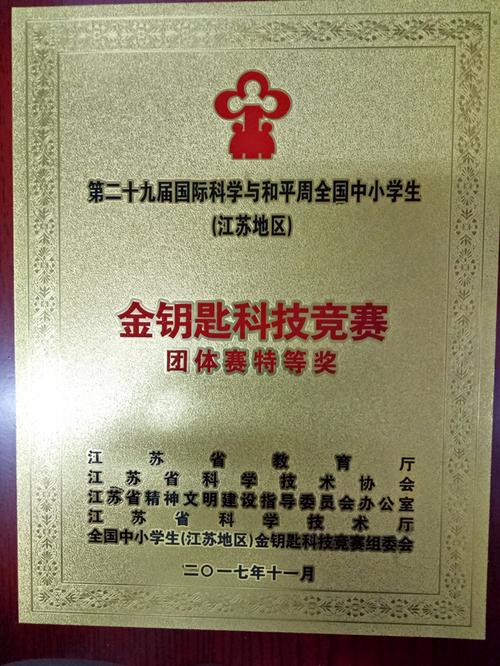 第二十九届国际科学与和平周全国中小学生
(江苏地区)
金钥匙科技竞赛
团体赛特等奖
江苏省教育厅
江苏省科学技术协会
江苏省精神文明建设指导委员会办公室
江苏省科学技术厅
全国中小学生(江苏地区)金钥匙科技竞赛组委会
二〇一七年十一月